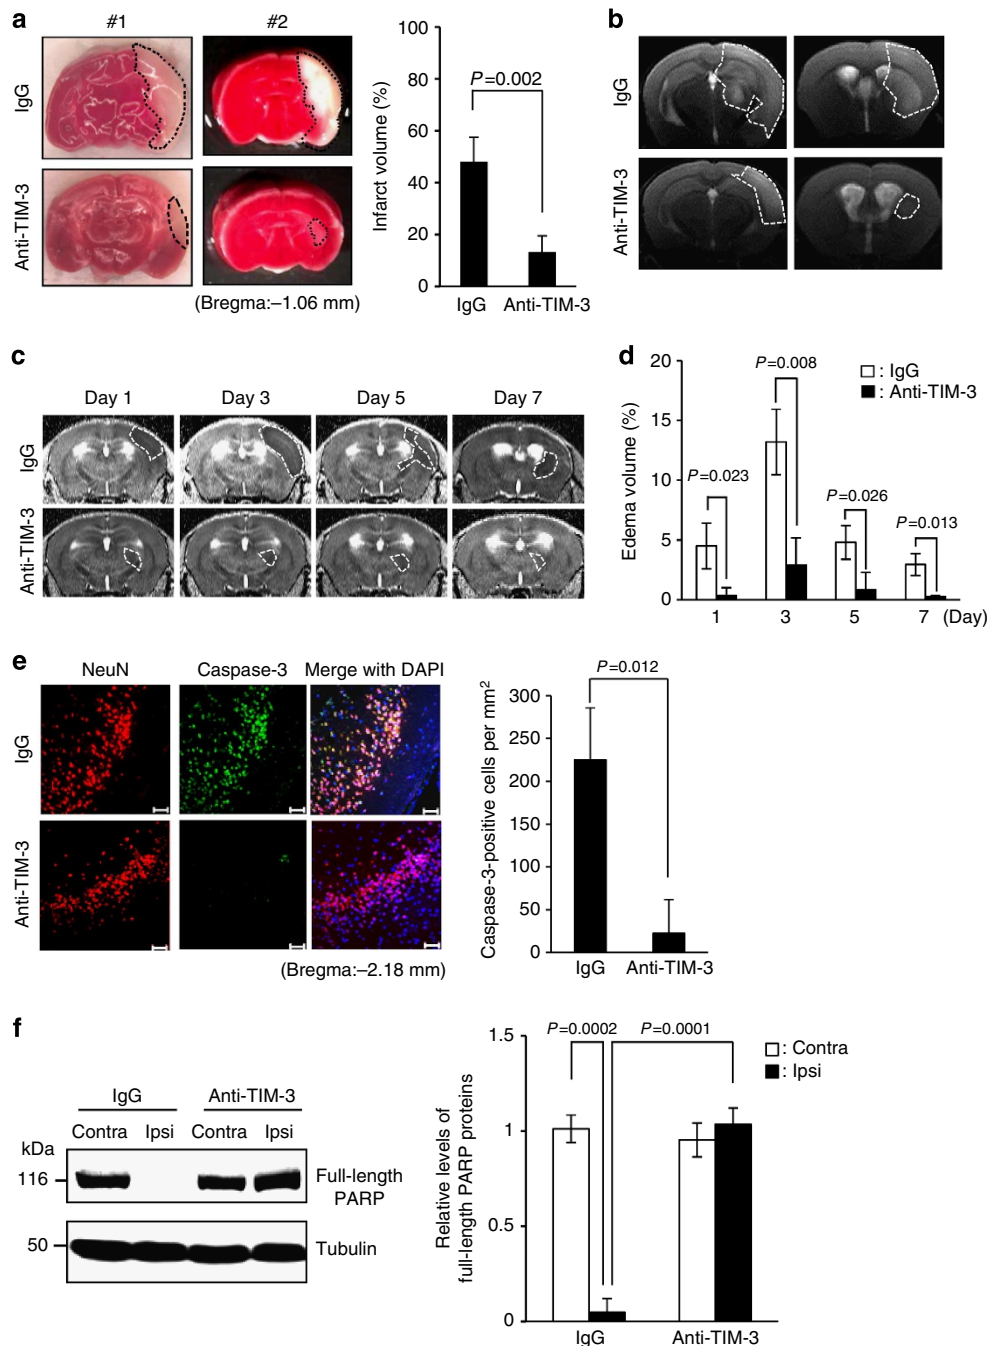 a
#1
#2
IgG
Anti-TIM-3
(Bregma:–1.06 mm)
Infarct volume (%)
100
80
60
40
20
0
P=0.002
IgG
Anti-TIM-3
b
IgG
Anti-TIM-3
c
Day 1
Day 3
Day 5
Day 7
IgG
Anti-TIM-3
d
Edema volume (%)
20
15
10
5
0
P=0.023
P=0.008
P=0.026
P=0.013
: IgG
: Anti-TIM-3
1
3
5
7
(Day)
e
NeuN
Caspase-3
Merge with DAPI
IgG
Anti-TIM-3
(Bregma:–2.18 mm)
Caspase-3-positive cells per mm²
300
250
200
150
100
50
0
P=0.012
IgG
Anti-TIM-3
f
IgG
Anti-TIM-3
Contra
Ipsi
Contra
Ipsi
kDa
116
Full-length
PARP
50
Tubulin
Relative levels of
full-length PARP proteins
1.5
1
0.5
0
P=0.0002
P=0.0001
: Contra
: Ipsi
IgG
Anti-TIM-3